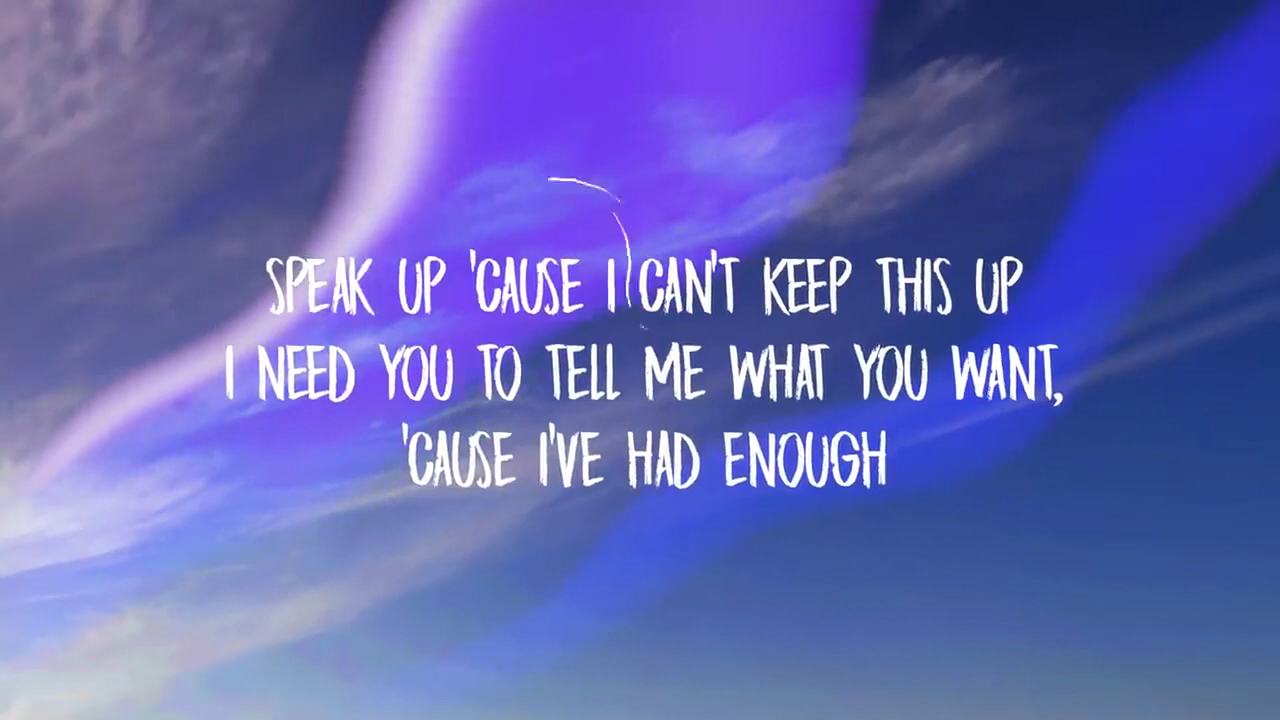 SPEAK UP 'CAUSE I CAN'T KEEP THIS UP
I NEED YOU TO TELL ME WHAT YOU WANT,
'CAUSE I'VE HAD ENOUGH